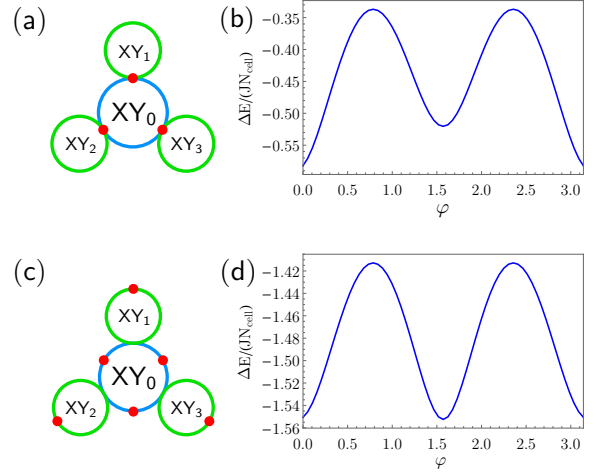 (a)
XY₁
XY₀
XY₂
XY₃
(b)
ΔE/(JN_cell)
−0.35
−0.40
−0.45
−0.50
−0.55
0.0 0.5 1.0 1.5 2.0 2.5 3.0
φ
(c)
XY₁
XY₀
XY₂
XY₃
(d)
ΔE/(JN_cell)
−1.42
−1.44
−1.46
−1.48
−1.50
−1.52
−1.54
−1.56
0.0 0.5 1.0 1.5 2.0 2.5 3.0
φ